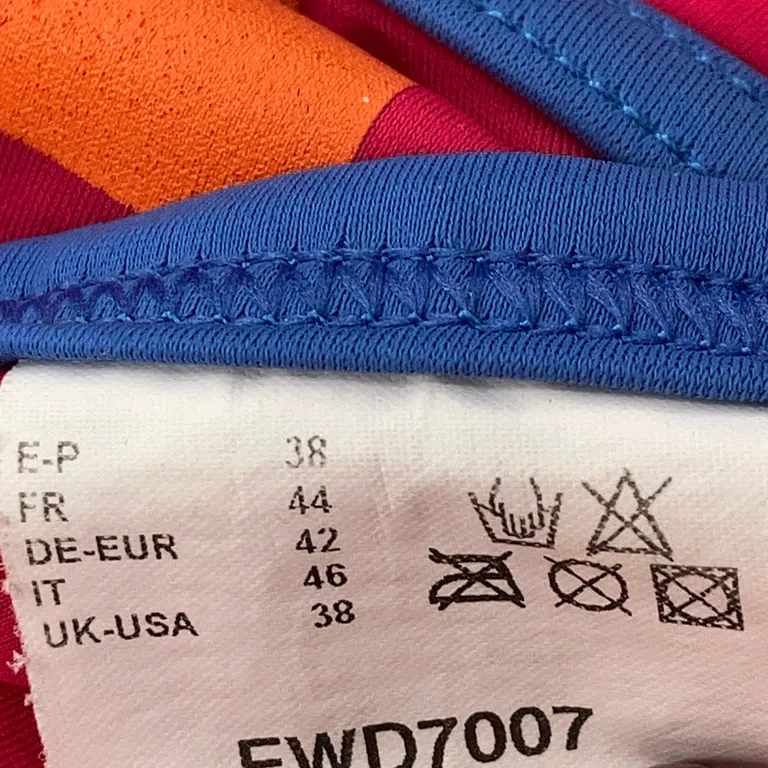 E-P 38
FR 44
DE-EUR 42
IT 46
UK-USA 38
EWD7007